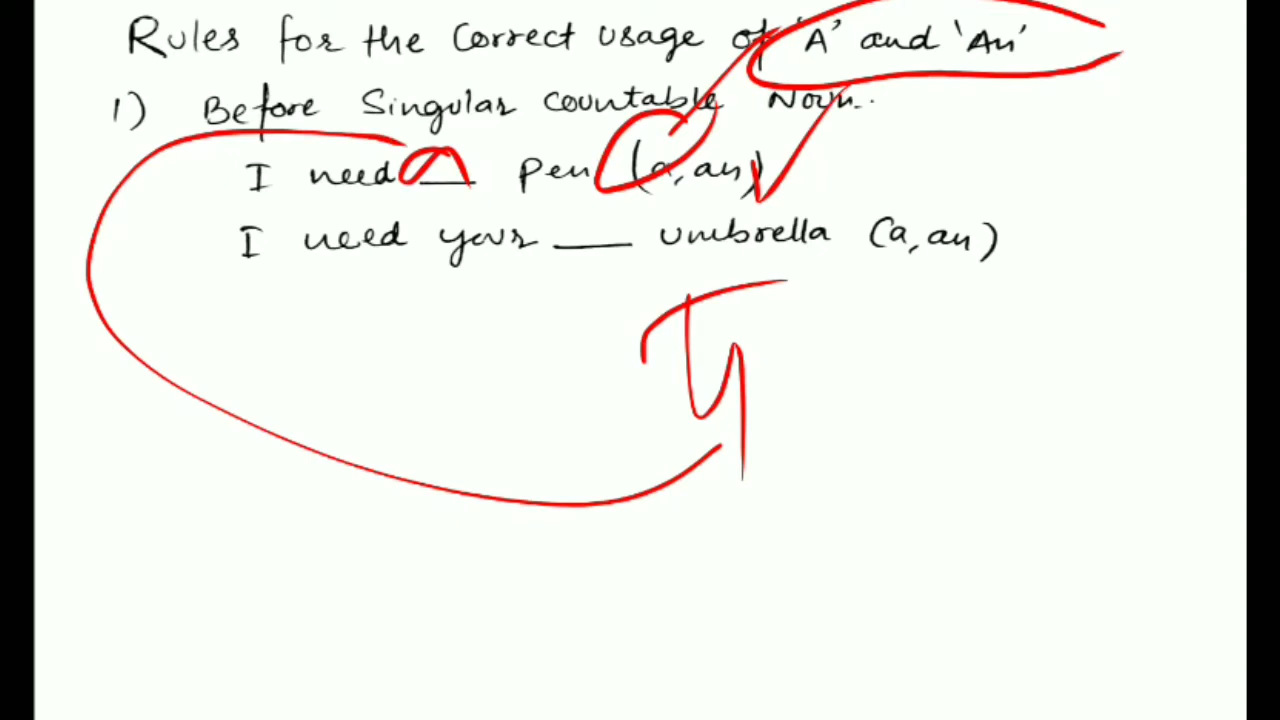 Rules for the correct usage of 'A' and 'An'
1) Before Singular countable Noun.
I need ___ pen (a, an)
I need your ___ umbrella (a, an)